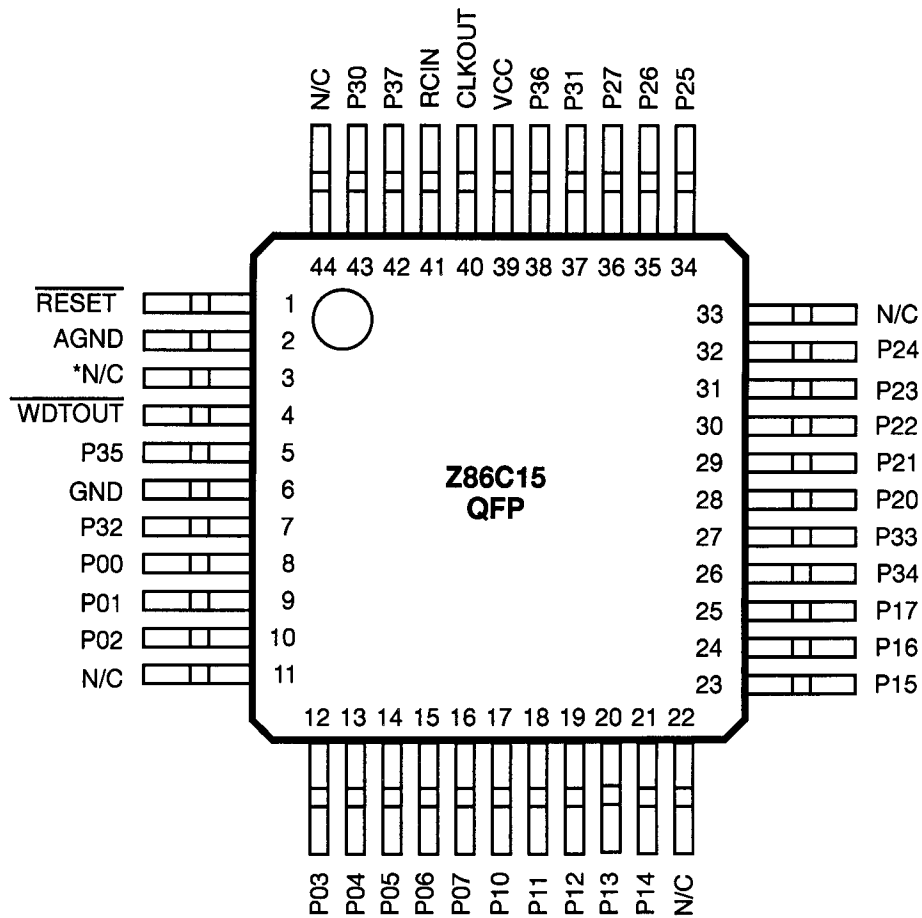 N/C
P30
P37
RCIN
CLKOUT
VCC
P36
P31
P27
P26
P25
44 43 42 41 40 39 38 37 36 35 34
RESET 1
AGND 2
*N/C 3
WDTOUT 4
P35 5
GND 6
P32 7
P00 8
P01 9
P02 10
N/C 11
Z86C15
QFP
33 N/C
32 P24
31 P23
30 P22
29 P21
28 P20
27 P33
26 P34
25 P17
24 P16
23 P15
12 13 14 15 16 17 18 19 20 21 22
P03
P04
P05
P06
P07
P10
P11
P12
P13
P14
N/C